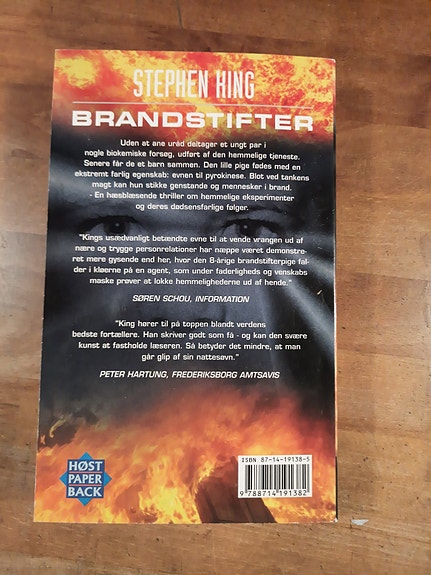 STEPHEN KING
BRANDSTIFTER
Uden at ane uråd deltager et ungt par i
nogle biokemiske forsøg, udført af den hemmelige tjeneste.
Senere får de et barn sammen. Den lille pige fødes med en
ekstremt farlig egenskab: evnen til pyrokinese. Blot ved tankens
magt kan hun stikke genstande og mennesker i brand.
- En hæsblæsende thriller om hemmelige eksperimenter
og deres dødsensfarlige følger.
"Kings usædvanligt betændte evne til at vende vrangen ud af
nære og trygge personrelationer har næppe været demonstre-
ret mere gysende end her, hvor den 8-årige brandstifterpige fal-
der i kløerne på en agent, som under faderligheds og venskabs
maske prøver at lokke hemmelighederne ud af hende."
SØREN SCHOU, INFORMATION
"King hører til på toppen blandt verdens
bedste fortællere. Han skriver godt som få - og kan den svære
kunst at fastholde læseren. Så betyder det mindre, at man
går glip af sin nattesøvn."
PETER HARTUNG, FREDERIKSBORG AMTSAVIS
HØST
PAPER
BACK
ISBN 87-14-19138-5
9 788714 191382